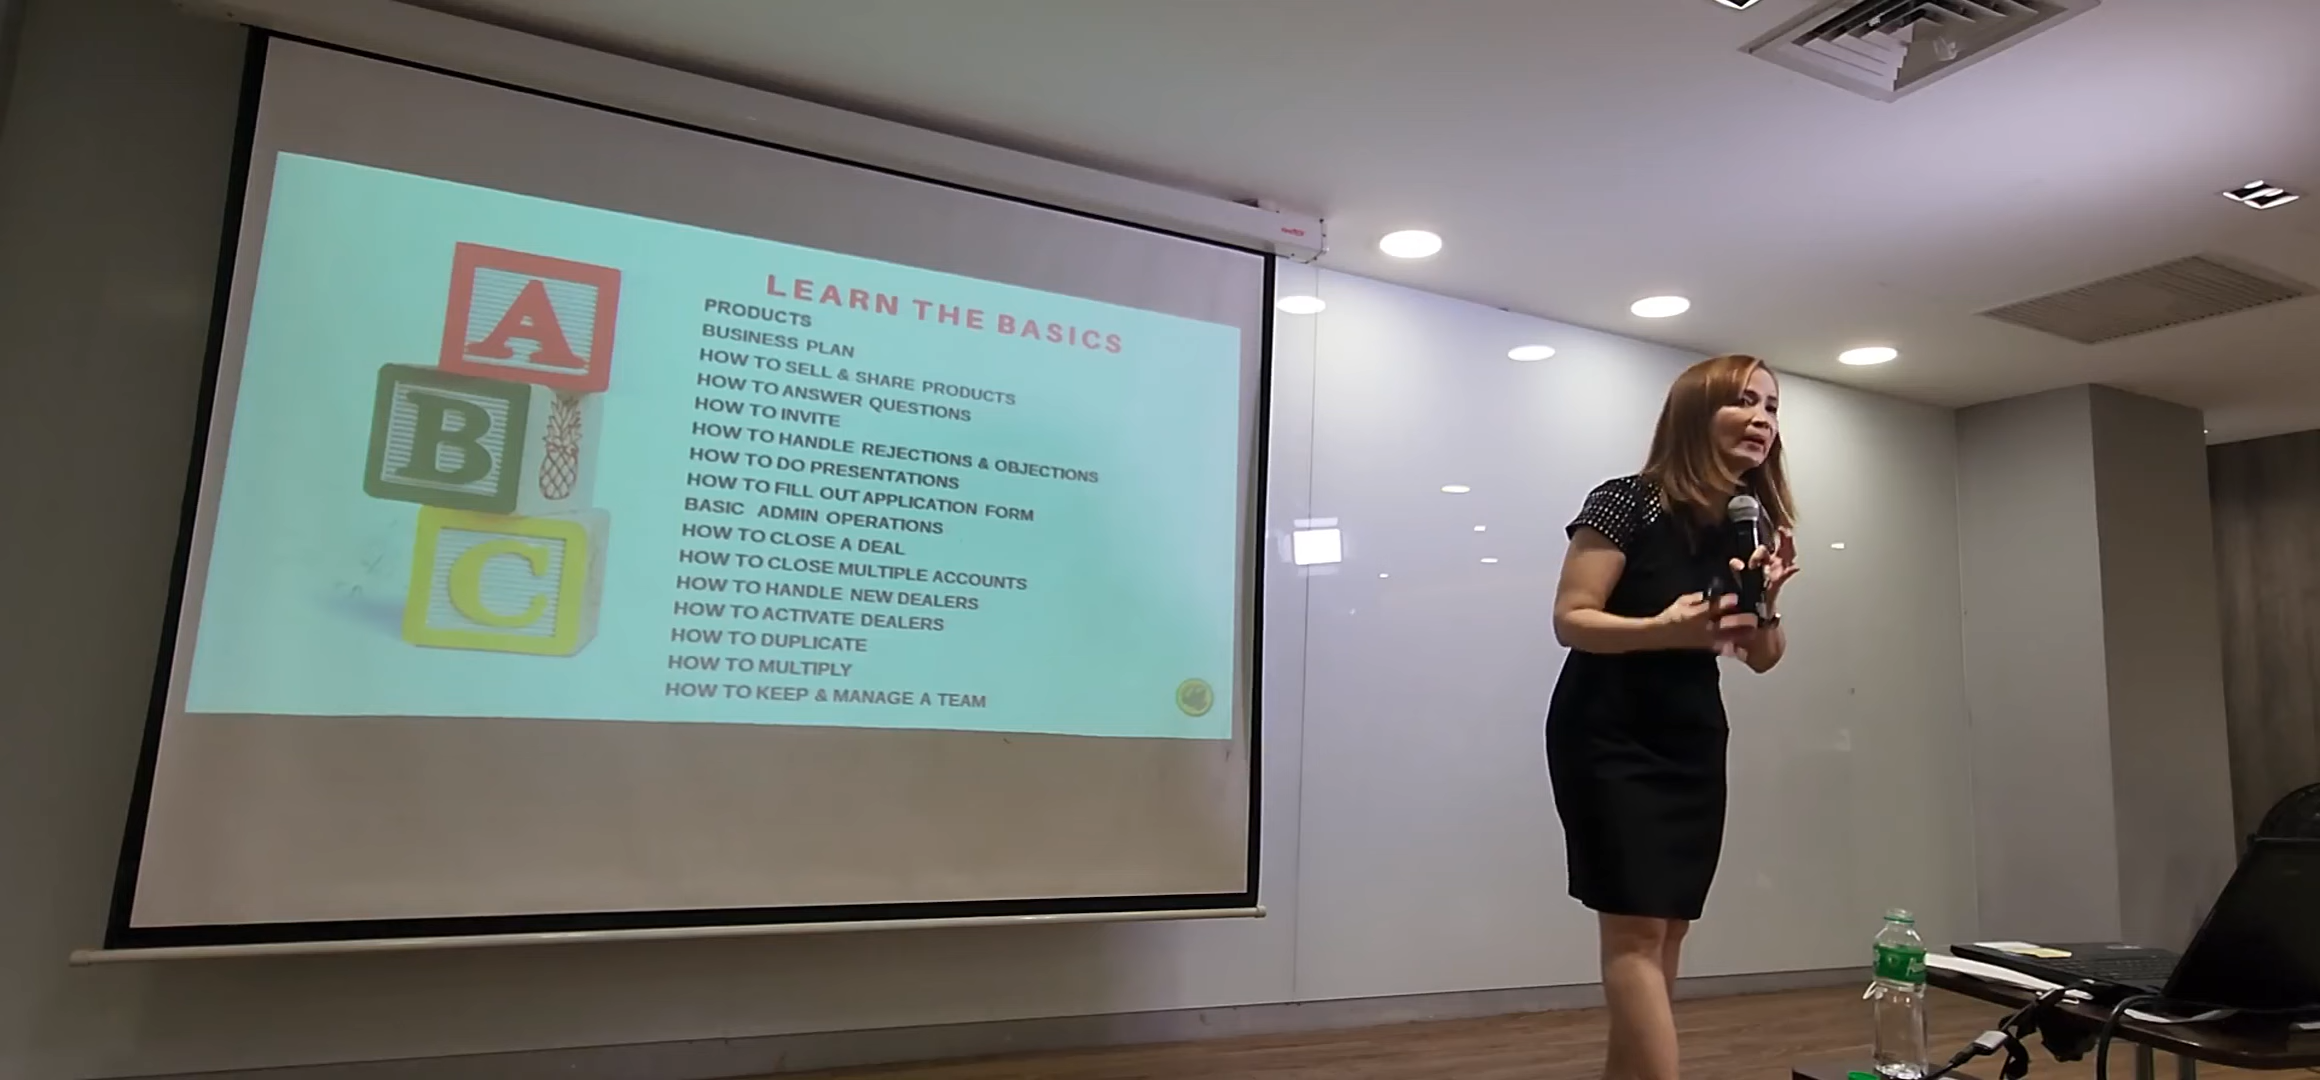 LEARN THE BASICS
PRODUCTS
BUSINESS PLAN
HOW TO SELL & SHARE PRODUCTS
HOW TO ANSWER QUESTIONS
HOW TO INVITE
HOW TO HANDLE REJECTIONS & OBJECTIONS
HOW TO DO PRESENTATIONS
HOW TO FILL OUT APPLICATION FORM
BASIC ADMIN OPERATIONS
HOW TO CLOSE A DEAL
HOW TO CLOSE MULTIPLE ACCOUNTS
HOW TO HANDLE NEW DEALERS
HOW TO ACTIVATE DEALERS
HOW TO DUPLICATE
HOW TO MULTIPLY
HOW TO KEEP & MANAGE A TEAM
A
B
C